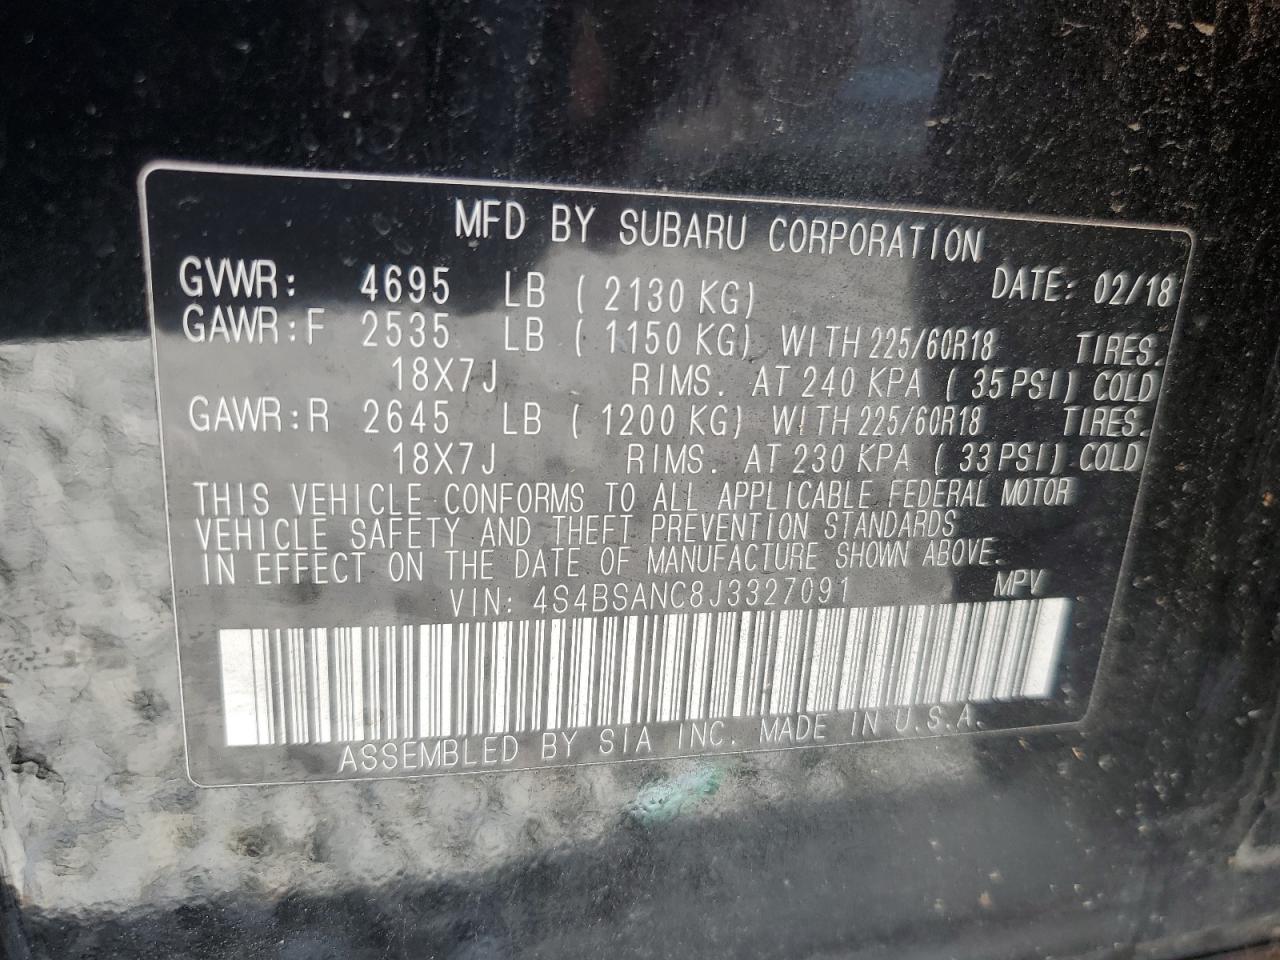 MFD BY SUBARU CORPORATION
GVWR: 4695 LB ( 2130 KG) DATE: 02/18
GAWR:F 2535 LB ( 1150 KG) WITH 225/60R18 TIRES.
18X7J RIMS. AT 240 KPA ( 35 PSI) COLD
GAWR:R 2645 LB ( 1200 KG) WITH 225/60R18 TIRES.
18X7J RIMS. AT 230 KPA ( 33 PSI) COLD
THIS VEHICLE CONFORMS TO ALL APPLICABLE FEDERAL MOTOR
VEHICLE SAFETY AND THEFT PREVENTION STANDARDS
IN EFFECT ON THE DATE OF MANUFACTURE SHOWN ABOVE.
VIN: 4S4BSANC8J3327091 MPV
ASSEMBLED BY SIA INC. MADE IN U.S.A.